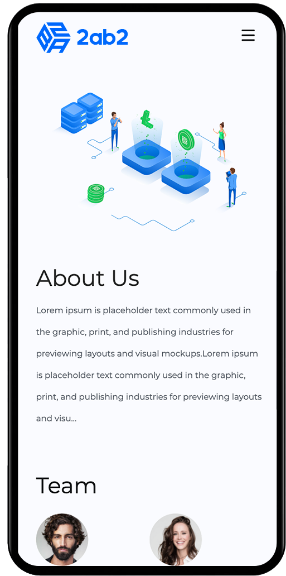 2ab2
About Us
Lorem ipsum is placeholder text commonly used in
the graphic, print, and publishing industries for
previewing layouts and visual mockups.Lorem ipsum
is placeholder text commonly used in the graphic,
print, and publishing industries for previewing layouts
and visu...
Team